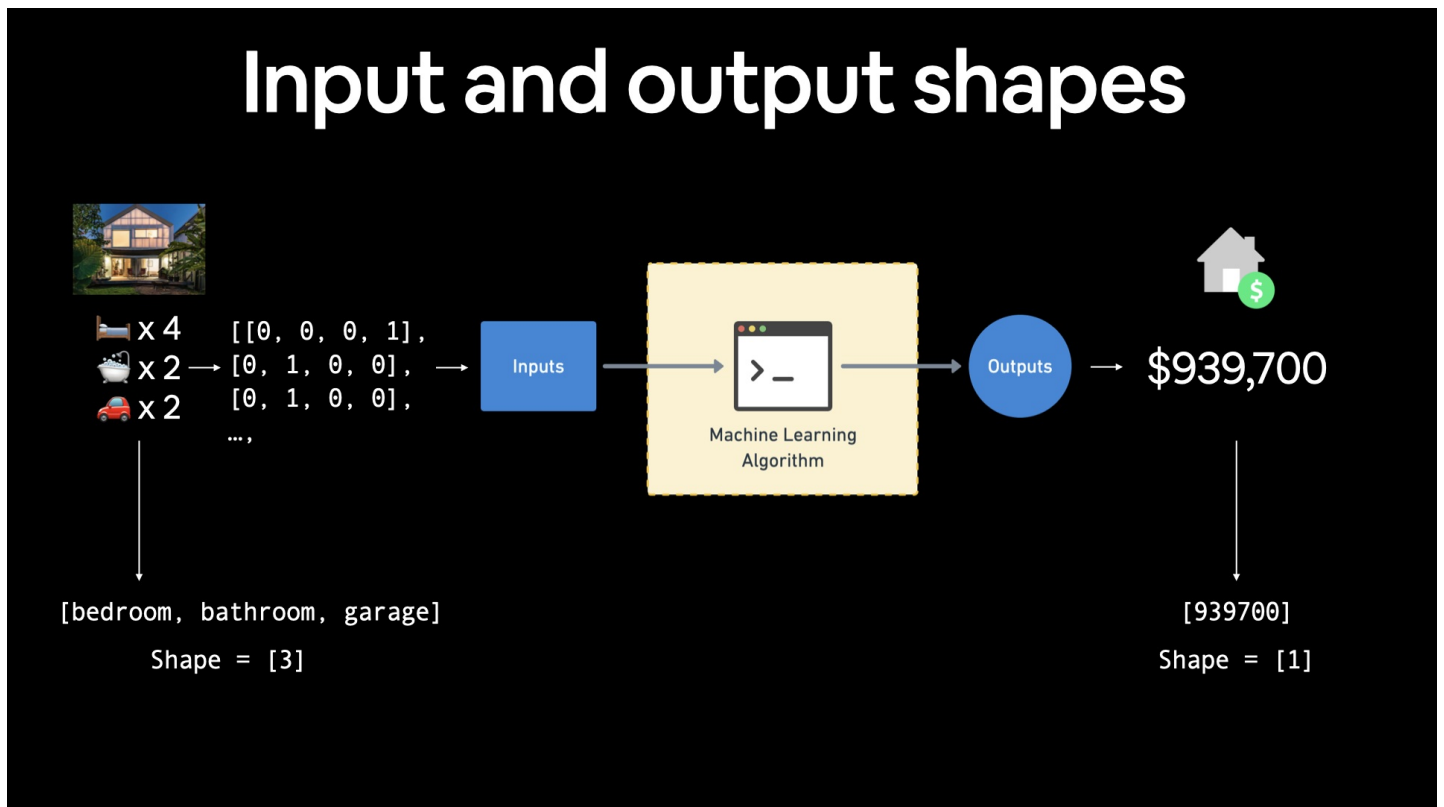 Input and output shapes
x 4
x 2
x 2
[[0, 0, 0, 1],
[0, 1, 0, 0],
[0, 1, 0, 0],
…,
Inputs
>_
Machine Learning
Algorithm
Outputs
$
$939,700
[bedroom, bathroom, garage]
Shape = [3]
[939700]
Shape = [1]